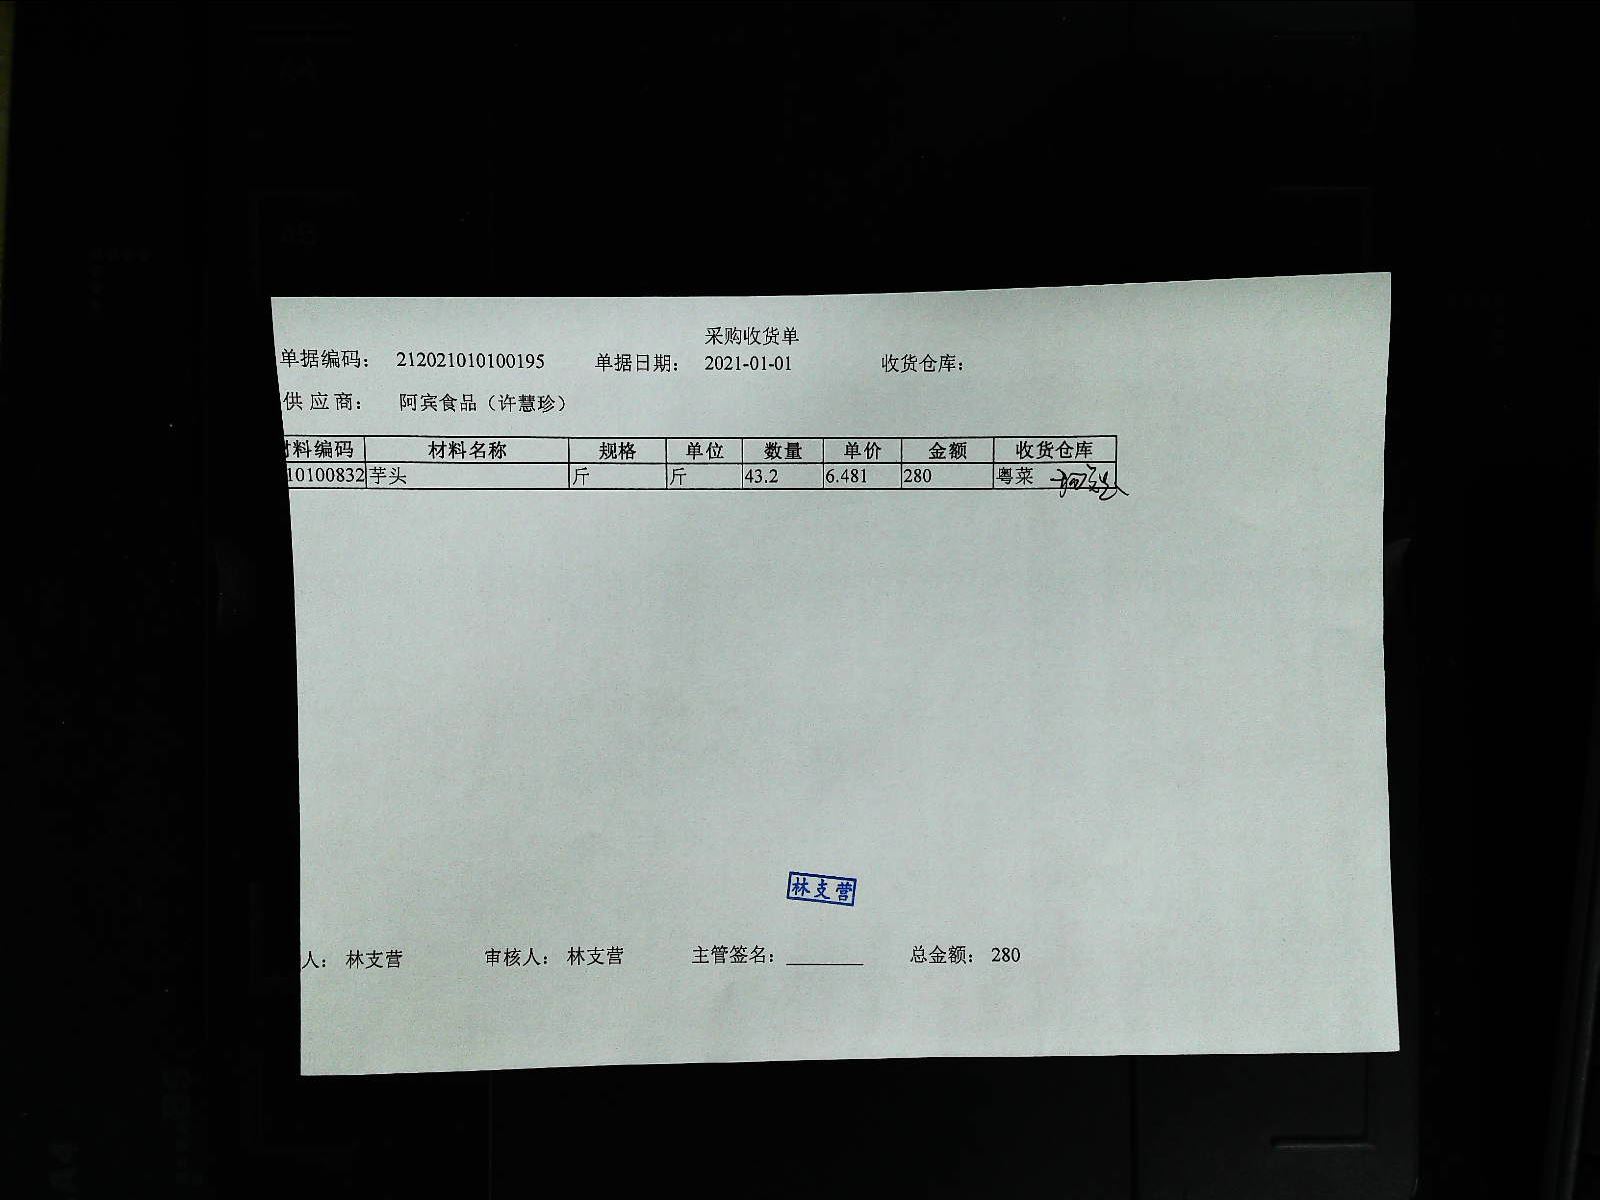 采购收货单
单据编码： 212021010100195 单据日期： 2021-01-01 收货仓库：
供应商： 阿宾食品（许慧珍）
材料编码 材料名称 规格 单位 数量 单价 金额 收货仓库
10100832 芋头 斤 斤 43.2 6.481 280 粤菜
林支营
人： 林支营 审核人： 林支营 主管签名： 总金额： 280